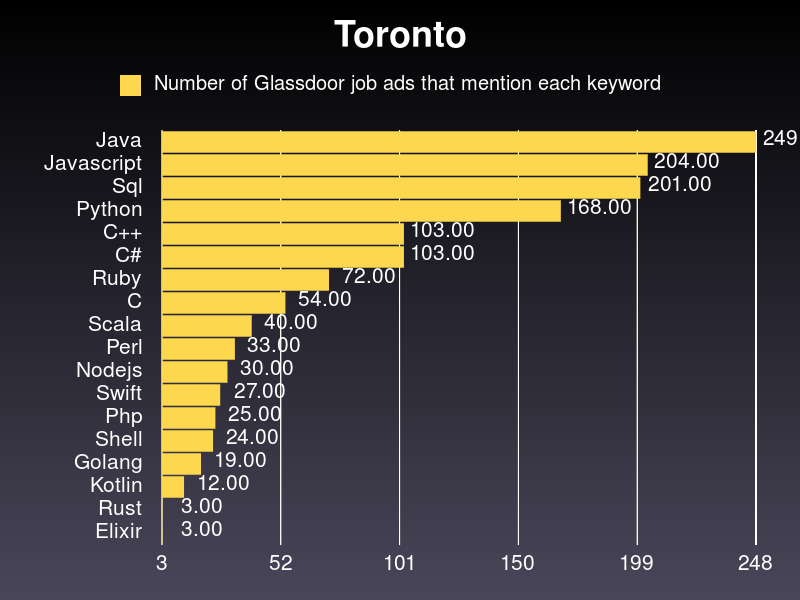 Toronto
Number of Glassdoor job ads that mention each keyword
Java 249
Javascript 204.00
Sql 201.00
Python 168.00
C++ 103.00
C# 103.00
Ruby 72.00
C 54.00
Scala 40.00
Perl 33.00
Nodejs 30.00
Swift 27.00
Php 25.00
Shell 24.00
Golang 19.00
Kotlin 12.00
Rust 3.00
Elixir 3.00
3 52 101 150 199 248